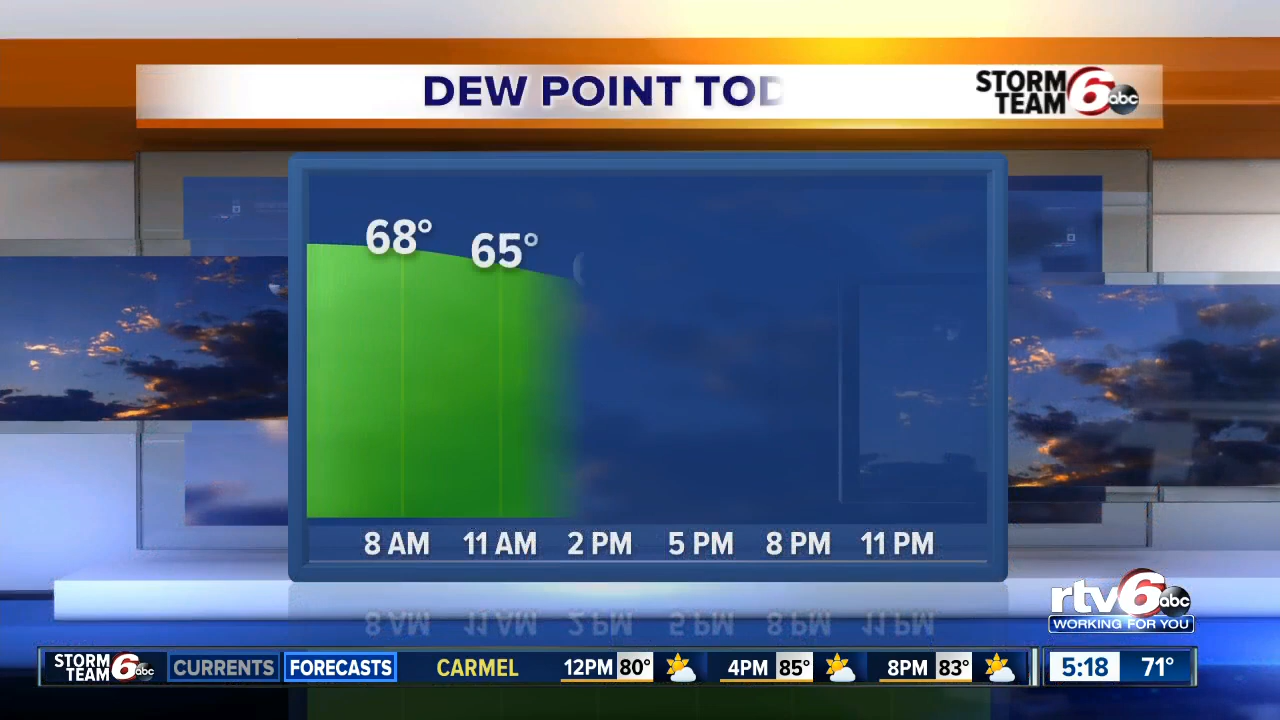 DEW POINT TOD
STORM TEAM 6 abc
68° 65°
8 AM 11 AM 2 PM 5 PM 8 PM 11 PM
rtv6 abc
WORKING FOR YOU
STORM TEAM 6 abc CURRENTS FORECASTS CARMEL 12PM 80° 4PM 85° 8PM 83° 5:18 71°